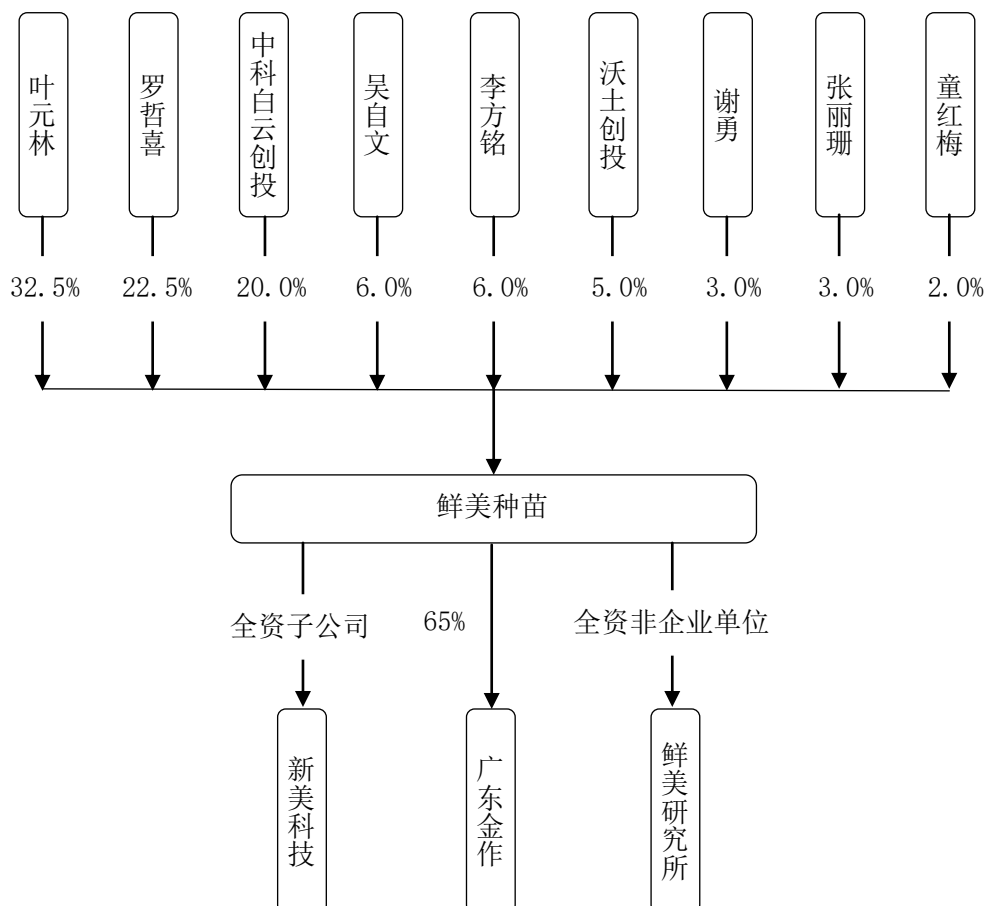 叶元林
罗哲喜
中科白云创投
吴自文
李方铭
沃土创投
谢勇
张丽珊
童红梅
32.5%
22.5%
20.0%
6.0%
6.0%
5.0%
3.0%
3.0%
2.0%
鲜美种苗
全资子公司
65%
全资非企业单位
新美科技
广东金作
鲜美研究所